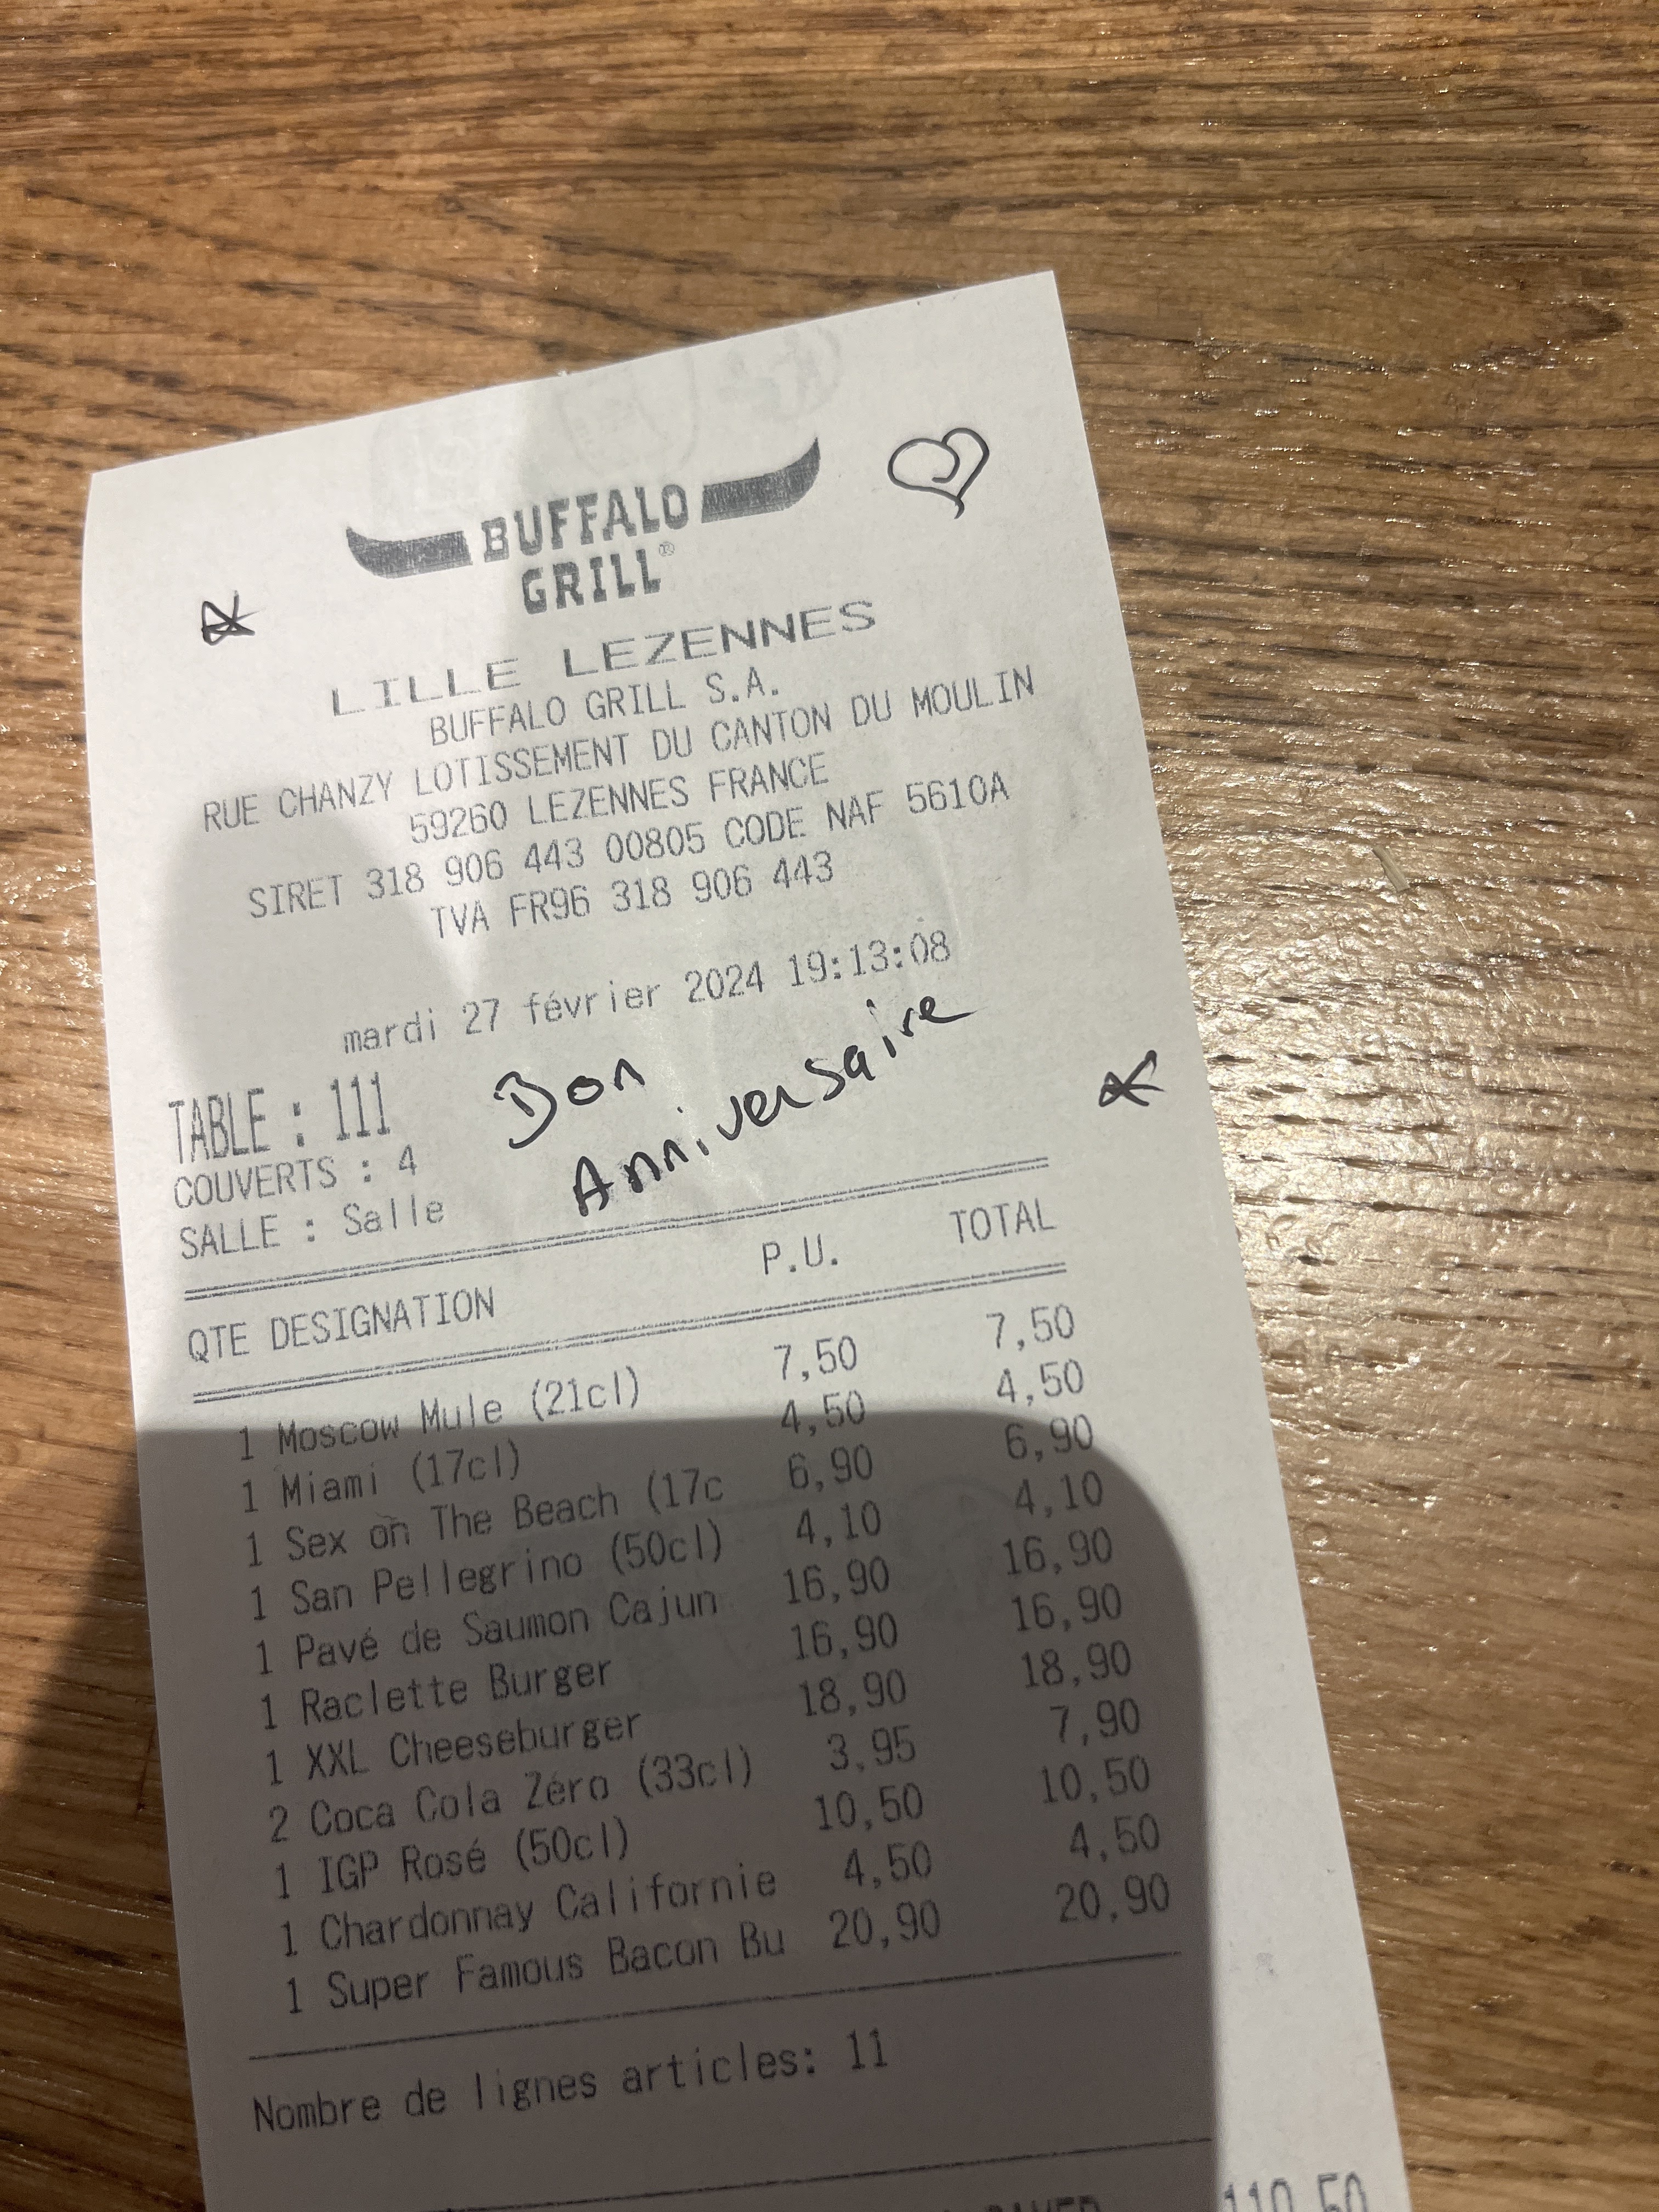 BUFFALO
GRILL®
LILLE LEZENNES
BUFFALO GRILL S.A.
RUE CHANZY LOTISSEMENT DU CANTON DU MOULIN
59260 LEZENNES FRANCE
SIRET 318 906 443 00805 CODE NAF 5610A
TVA FR96 318 906 443
mardi 27 février 2024 19:13:08
Bon
Anniversaire
TABLE : 111
COUVERTS : 4
SALLE : Salle
QTE DESIGNATION P.U. TOTAL
1 Moscow Mule (21cl) 7,50 7,50
1 Miami (17cl) 4,50 4,50
1 Sex on The Beach (17c 6,90 6,90
1 San Pellegrino (50cl) 4,10 4,10
1 Pavé de Saumon Cajun 16,90 16,90
1 Raclette Burger 16,90 16,90
1 XXL Cheeseburger 18,90 18,90
2 Coca Cola Zéro (33cl) 3,95 7,90
1 IGP Rosé (50cl) 10,50 10,50
1 Chardonnay Californie 4,50 4,50
1 Super Famous Bacon Bu 20,90 20,90
Nombre de lignes articles: 11